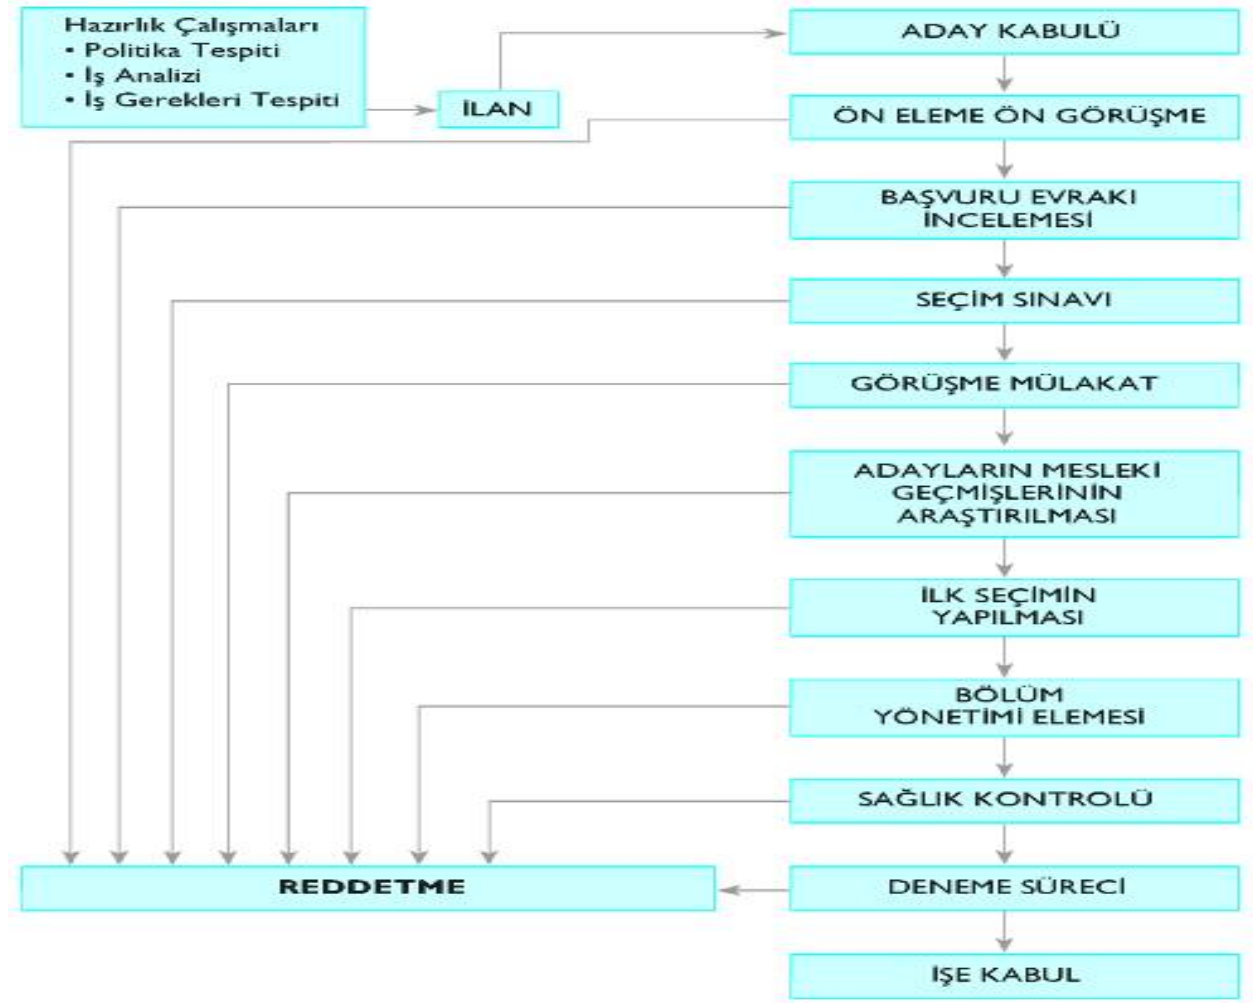 Hazırlık Çalışmaları
• Politika Tespiti
• İş Analizi
• İş Gerekleri Tespiti
İLAN
ADAY KABULÜ
ÖN ELEME ÖN GÖRÜŞME
BAŞVURU EVRAKI
İNCELEMESİ
SEÇİM SINAVI
GÖRÜŞME MÜLAKAT
ADAYLARIN MESLEKİ
GEÇMİŞLERİNİN
ARAŞTIRILMASI
İLK SEÇİMİN
YAPILMASI
BÖLÜM
YÖNETİMİ ELEMESİ
SAĞLIK KONTROLÜ
REDDETME
DENEME SÜRECİ
İŞE KABUL